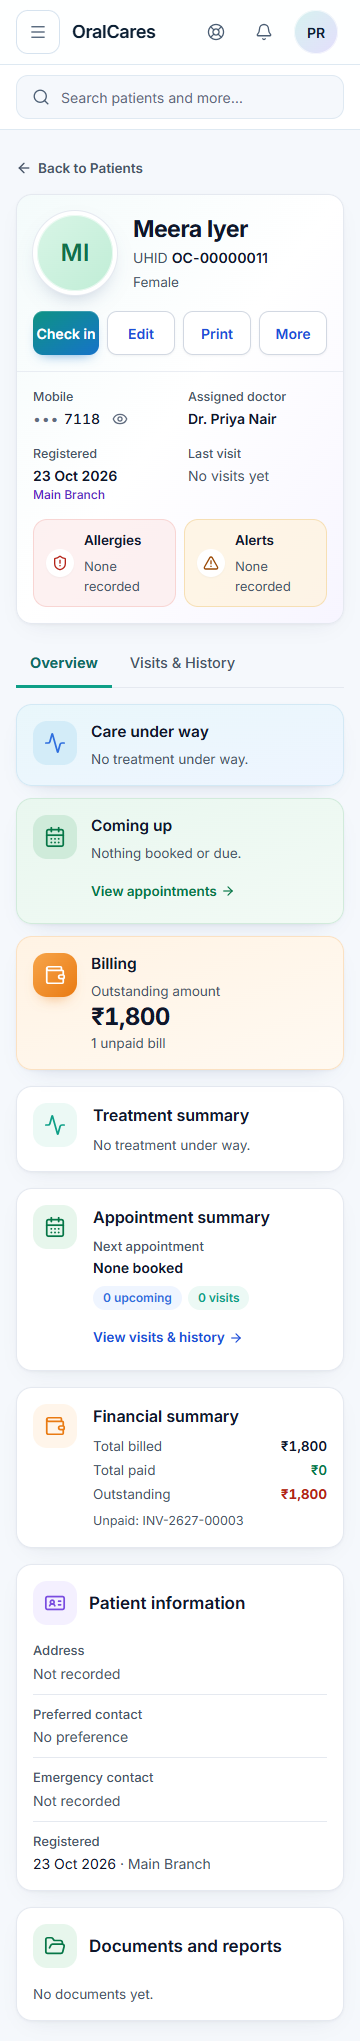 OralCares
PR
Search patients and more...
Back to Patients
MI
Meera Iyer
UHID OC-00000011
Female
Check in
Edit
Print
More
Mobile
••• 7118
Assigned doctor
Dr. Priya Nair
Registered
23 Oct 2026
Main Branch
Last visit
No visits yet
Allergies
None
recorded
Alerts
None
recorded
Overview
Visits & History
Care under way
No treatment under way.
Coming up
Nothing booked or due.
View appointments →
Billing
Outstanding amount
₹1,800
1 unpaid bill
Treatment summary
No treatment under way.
Appointment summary
Next appointment
None booked
0 upcoming
0 visits
View visits & history →
Financial summary
Total billed ₹1,800
Total paid ₹0
Outstanding ₹1,800
Unpaid: INV-2627-00003
Patient information
Address
Not recorded
Preferred contact
No preference
Emergency contact
Not recorded
Registered
23 Oct 2026 · Main Branch
Documents and reports
No documents yet.